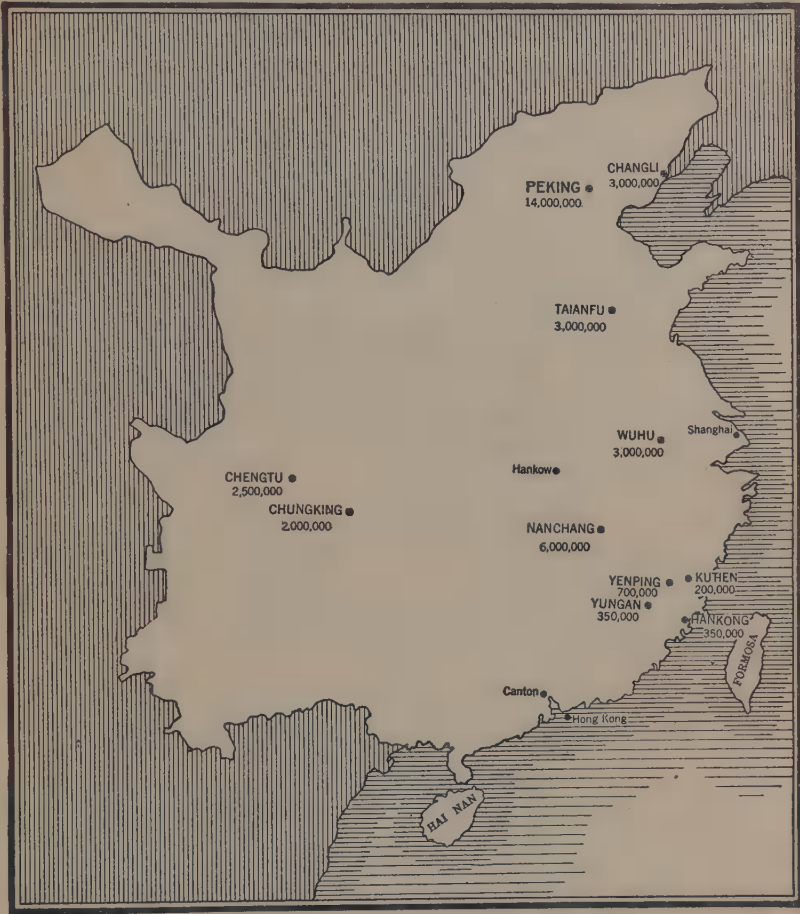 CHANGLI
3,000,000
PEKING
14,000,000
TAIANFU
3,000,000
WUHU
3,000,000
Shanghai
Hankow
CHENGTU
2,500,000
CHUNGKING
2,000,000
NANCHANG
6,000,000
YENPING
700,000
KUTIEN
200,000
YUNGAN
350,000
HANKONG
350,000
FORMOSA
Canton
Hong Kong
HAI NAN